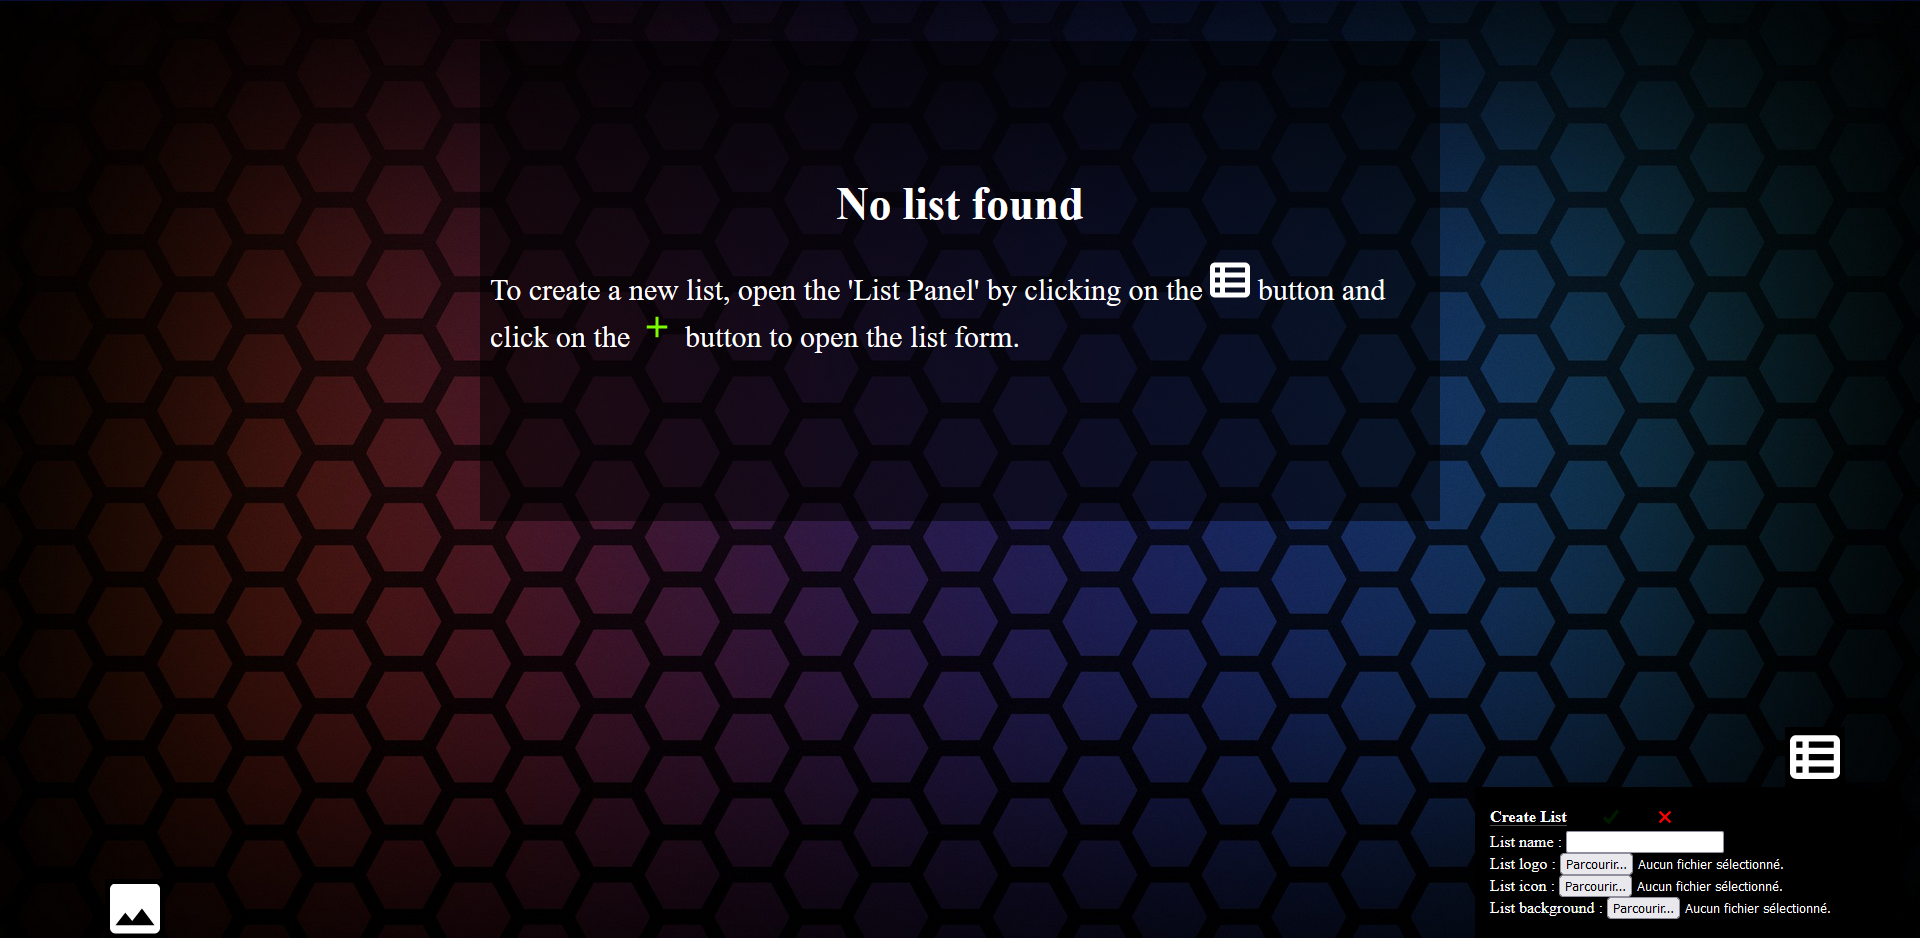 No list found
To create a new list, open the 'List Panel' by clicking on the button and
click on the button to open the list form.
Create List
List name :
List logo : Parcourir... Aucun fichier sélectionné.
List icon : Parcourir... Aucun fichier sélectionné.
List background : Parcourir... Aucun fichier sélectionné.